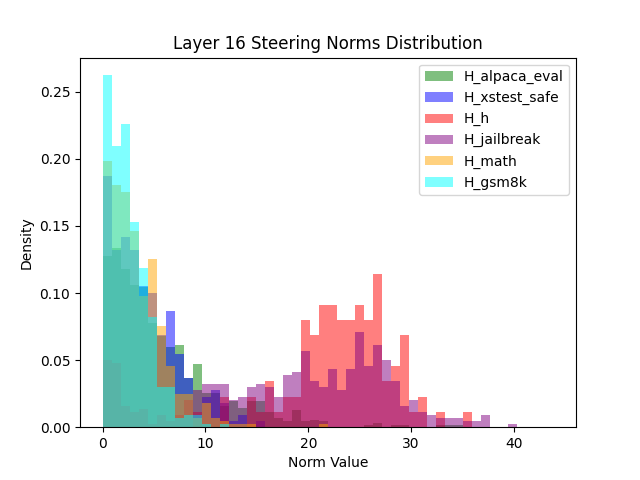 Layer 16 Steering Norms Distribution
H_alpaca_eval
H_xstest_safe
H_h
H_jailbreak
H_math
H_gsm8k
0.25
0.20
0.15
0.10
0.05
0.00
Density
0 10 20 30 40
Norm Value